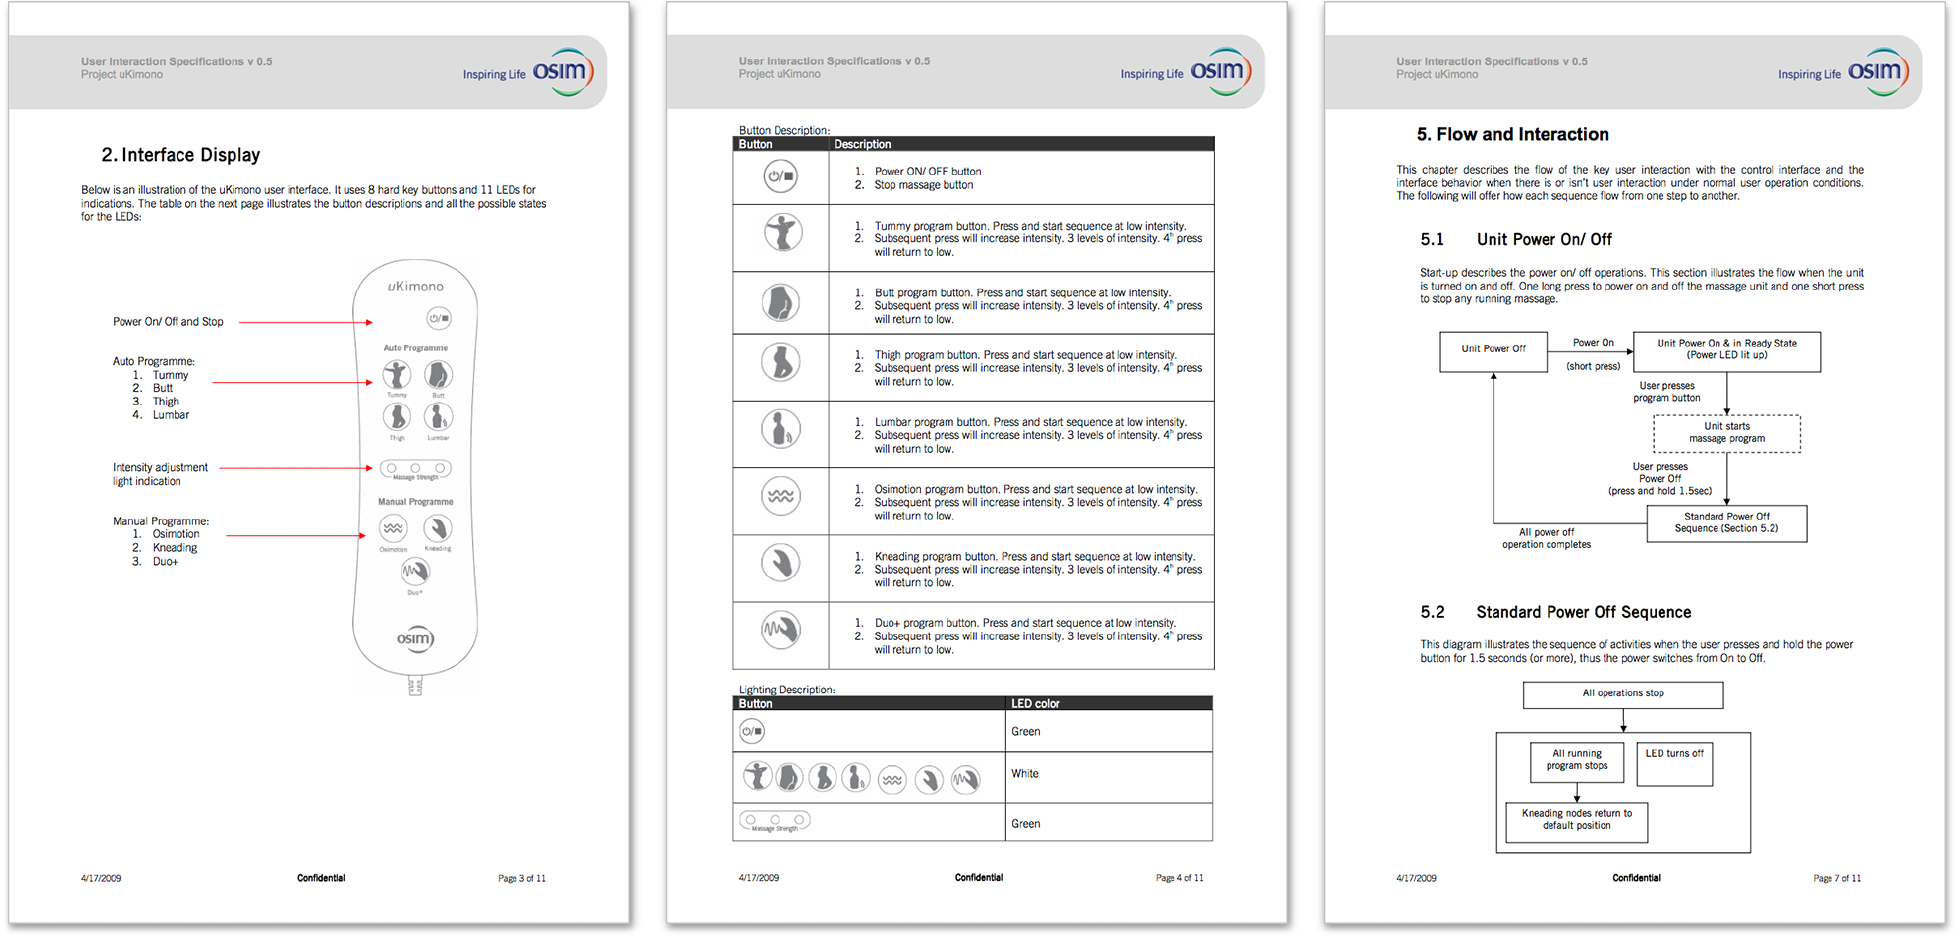 User Interaction Specifications v 0.5
Project uKimono
Inspiring Life OSIM
2. Interface Display
Below is an illustration of the uKimono user interface. It uses 8 hard key buttons and 11 LEDs for
indications. The table on the next page illustrates the button descriptions and all the possible states
for the LEDs:
uKimono
Power On/ Off and Stop
Auto Programme
Auto Programme:
1. Tummy
2. Butt
3. Thigh
4. Lumbar
Tummy Butt
Thigh Lumbar
Intensity adjustment
light indication
Massage Strength
Manual Programme
Manual Programme:
1. Osimotion
2. Kneading
3. Duo+
Osimotion Kneading
Duo+
OSIM
4/17/2009 Confidential Page 3 of 11
User Interaction Specifications v 0.5
Project uKimono
Inspiring Life OSIM
Button Description:
Button Description
1. Power ON/ OFF button
2. Stop massage button
1. Tummy program button. Press and start sequence at low intensity.
2. Subsequent press will increase intensity. 3 levels of intensity. 4th press
will return to low.
1. Butt program button. Press and start sequence at low intensity.
2. Subsequent press will increase intensity. 3 levels of intensity. 4th press
will return to low.
1. Thigh program button. Press and start sequence at low intensity.
2. Subsequent press will increase intensity. 3 levels of intensity. 4th press
will return to low.
1. Lumbar program button. Press and start sequence at low intensity.
2. Subsequent press will increase intensity. 3 levels of intensity. 4th press
will return to low.
1. Osimotion program button. Press and start sequence at low intensity.
2. Subsequent press will increase intensity. 3 levels of intensity. 4th press
will return to low.
1. Kneading program button. Press and start sequence at low intensity.
2. Subsequent press will increase intensity. 3 levels of intensity. 4th press
will return to low.
1. Duo+ program button. Press and start sequence at low intensity.
2. Subsequent press will increase intensity. 3 levels of intensity. 4th press
will return to low.
Lighting Description:
Button LED color
Green
White
Massage Strength
Green
4/17/2009 Confidential Page 4 of 11
User Interaction Specifications v 0.5
Project uKimono
Inspiring Life OSIM
5. Flow and Interaction
This chapter describes the flow of the key user interaction with the control interface and the
interface behavior when there is or isn't user interaction under normal user operation conditions.
The following will offer how each sequence flow from one step to another.
5.1 Unit Power On/ Off
Start-up describes the power on/ off operations. This section illustrates the flow when the unit
is turned on and off. One long press to power on and off the massage unit and one short press
to stop any running massage.
Unit Power Off
Power On
(short press)
Unit Power On & in Ready State
(Power LED lit up)
User presses
program button
Unit starts
massage program
User presses
Power Off
(press and hold 1.5sec)
Standard Power Off
Sequence (Section 5.2)
All power off
operation completes
5.2 Standard Power Off Sequence
This diagram illustrates the sequence of activities when the user presses and hold the power
button for 1.5 seconds (or more), thus the power switches from On to Off.
All operations stop
All running
program stops
LED turns off
Kneading nodes return to
default position
4/17/2009 Confidential Page 7 of 11